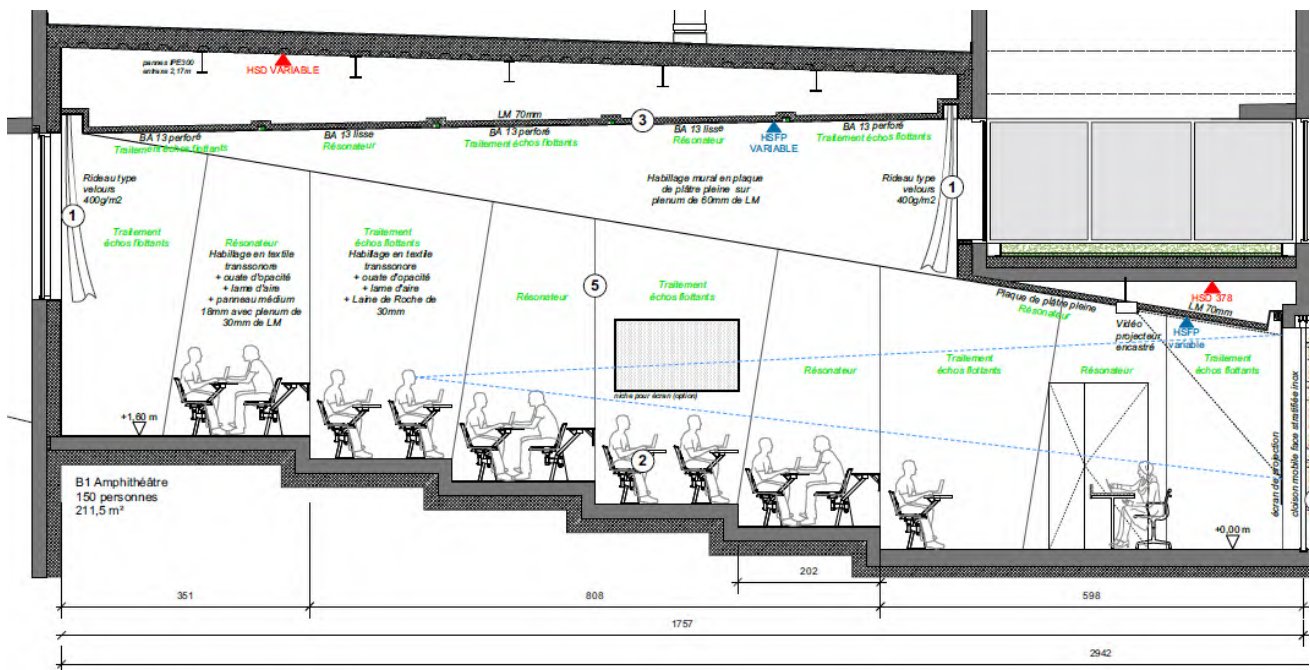 pannes IPE300
entraxe 2,17m
HSD VARIABLE
BA 13 perforé
Traitement échos flottants
BA 13 lisse
Résonateur
LM 70mm
BA 13 perforé
Traitement échos flottants
3
BA 13 lisse
Résonateur
HSFP
VARIABLE
BA 13 perforé
Traitement échos flottants
Rideau type
velours
400g/m2
1
Habillage mural en plaque
de plâtre pleine sur
plenum de 60mm de LM
Rideau type
velours
400g/m2
1
Traitement
échos flottants
Résonateur
Habillage en textile
transsonore
+ ouate d'opacité
+ lame d'aire
+ panneau médium
18mm avec plenum de
30mm de LM
Traitement
échos flottants
Habillage en textile
transsonore
+ ouate d'opacité
+ lame d'aire
+ Laine de Roche de
30mm
Résonateur
5
Traitement
échos flottants
Plaque de plâtre pleine
Résonateur
HSD 378
LM 70mm
HSFP
variable
Vidéo
projecteur
encastré
Résonateur
Traitement
échos flottants
Résonateur
Traitement
échos flottants
niche pour écran (option)
écran de projection
cloison mobile face stratifiée inox
+1,60 m
2
B1 Amphithéâtre
150 personnes
211,5 m²
+0,00 m
202
351
808
598
1757
2942